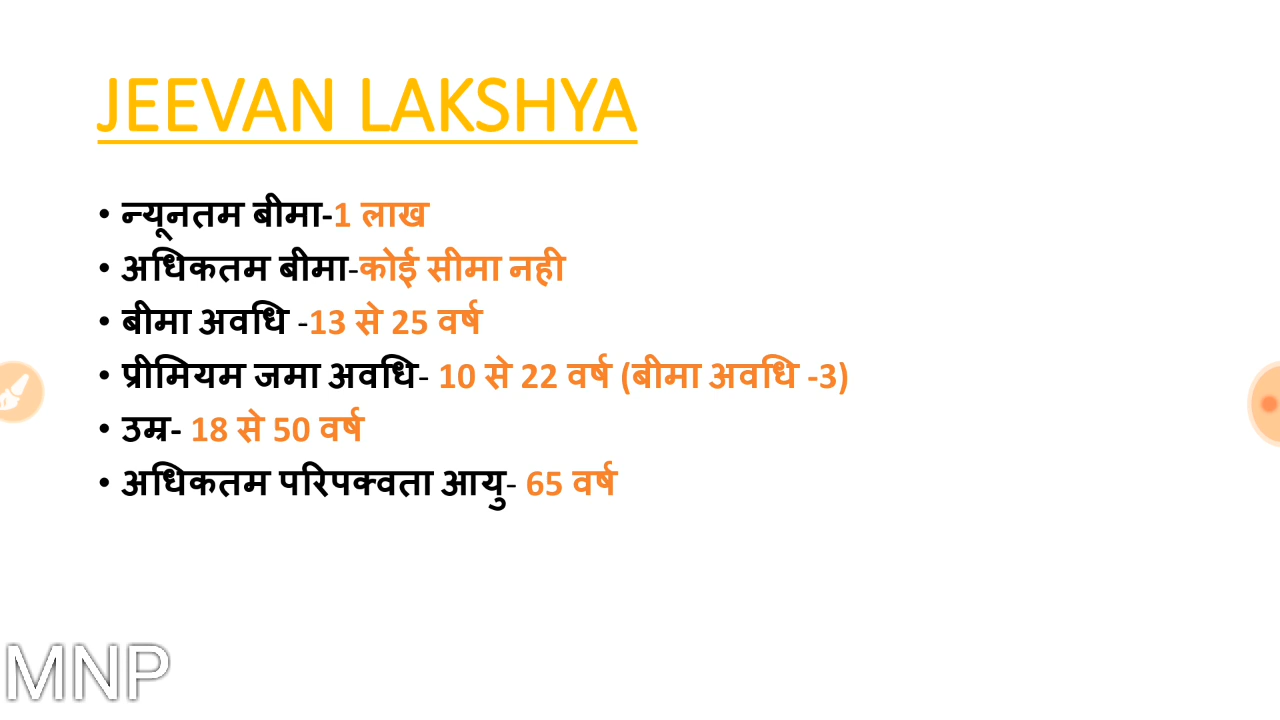 JEEVAN LAKSHYA
• न्यूनतम बीमा-1 लाख
• अधिकतम बीमा-कोई सीमा नही
• बीमा अवधि -13 से 25 वर्ष
• प्रीमियम जमा अवधि- 10 से 22 वर्ष (बीमा अवधि -3)
• उम्र- 18 से 50 वर्ष
• अधिकतम परिपक्वता आयु- 65 वर्ष
MNP